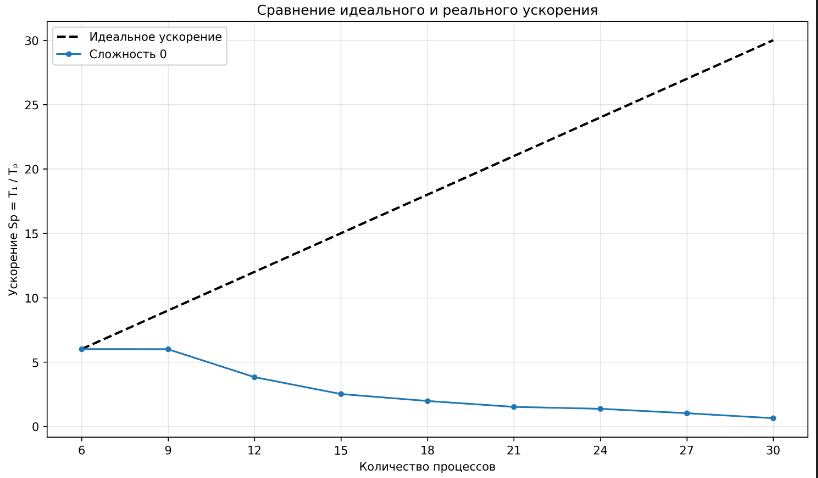 Сравнение идеального и реального ускорения
Идеальное ускорение
Сложность 0
Ускорение Sp = T₁ / Tₚ
30
25
20
15
10
5
0
6 9 12 15 18 21 24 27 30
Количество процессов